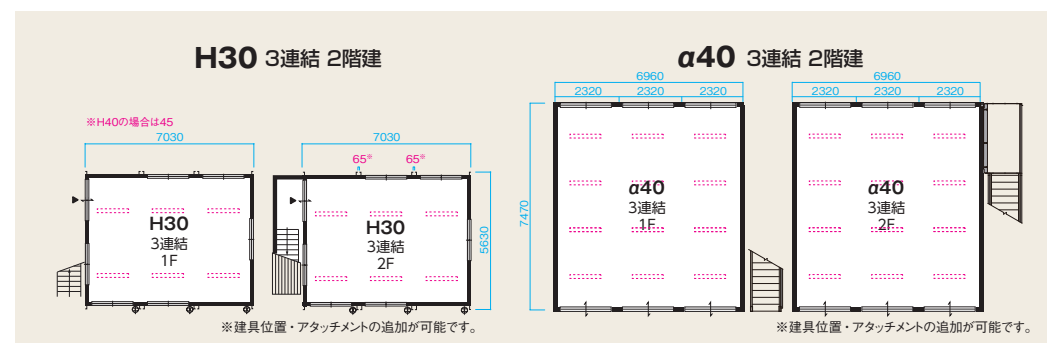 H30 3連結 2階建
※H40の場合は45
7030
7030
65※ 65※
H30
3連結
1F
H30
3連結
2F
5630
※建具位置・アタッチメントの追加が可能です。
α40 3連結 2階建
6960
2320 2320 2320
6960
2320 2320 2320
7470
α40
3連結
1F
α40
3連結
2F
※建具位置・アタッチメントの追加が可能です。